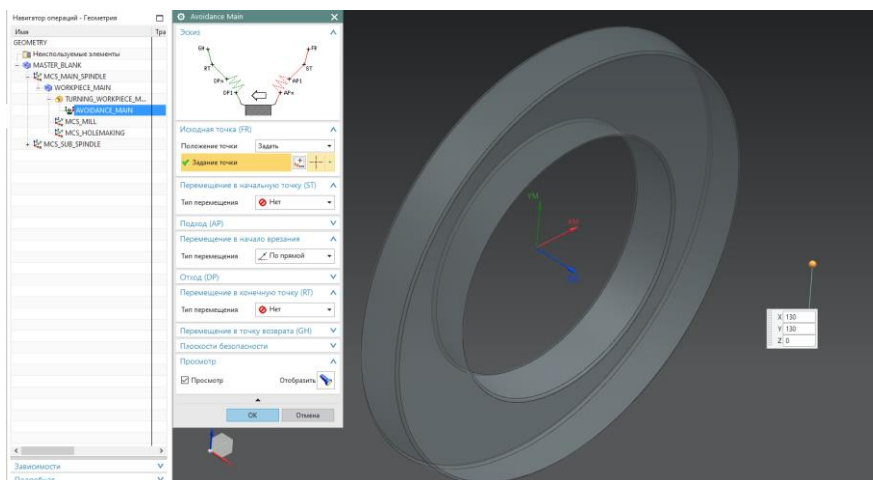 Навигатор операций - Геометрия
Имя
Тра
GEOMETRY
Неиспользуемые элементы
MASTER_BLANK
MCS_MAIN_SPINDLE
WORKPIECE_MAIN
TURNING_WORKPIECE_M...
AVOIDANCE_MAIN
MCS_MILL
MCS_HOLEMAKING
MCS_SUB_SPINDLE
Зависимости
Avoidance Main
Эскиз
GH
FR
RT
ST
DPn
AP1
DP1
APn
Исходная точка (FR)
Положение точки Задать
Задание точки
Перемещение в начальную точку (ST)
Тип перемещения Нет
Подход (AP)
Перемещение в начало врезания
Тип перемещения По прямой
Отход (DP)
Перемещение в конечную точку (RT)
Тип перемещения Нет
Перемещение в точку возврата (GH)
Плоскости безопасности
Просмотр
Просмотр Отобразить
OK Отмена
YM
XM
X 130
Y 130
Z 0